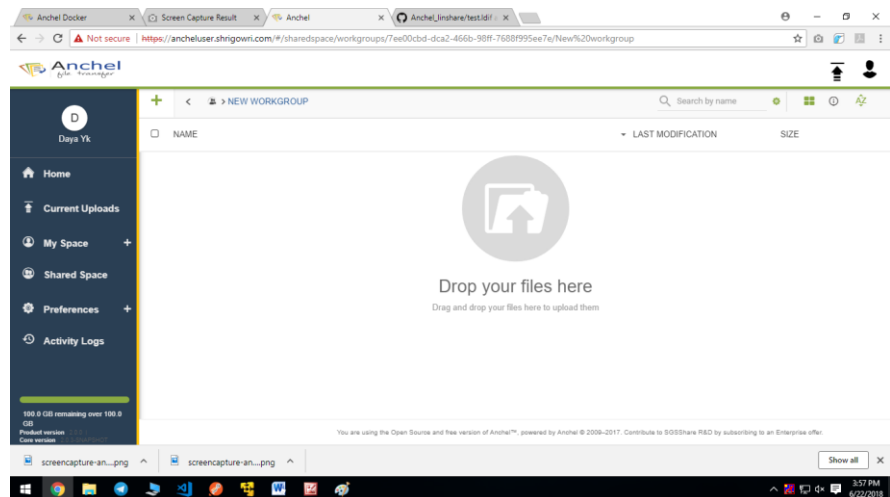 Anchel Docker
Screen Capture Result
Anchel
Anchel_linshare/test.ldif
Not secure
https://ancheluser.shrigowri.com/#/sharedspace/workgroups/7ee00cbd-dca2-466b-98ff-7688f995ee7e/New%20workgroup
Anchel
file transfer
D
Daya Yk
> NEW WORKGROUP
Search by name
NAME
LAST MODIFICATION
SIZE
Home
Current Uploads
My Space
Shared Space
Preferences
Activity Logs
Drop your files here
Drag and drop your files here to upload them
100.0 GB remaining over 100.0
GB
Product version
Core version
You are using the Open Source and free version of Anchel™, powered by Anchel © 2009–2017. Contribute to SGSShare R&D by subscribing to an Enterprise offer.
screencapture-an....png
screencapture-an....png
Show all
3:57 PM
6/22/2018